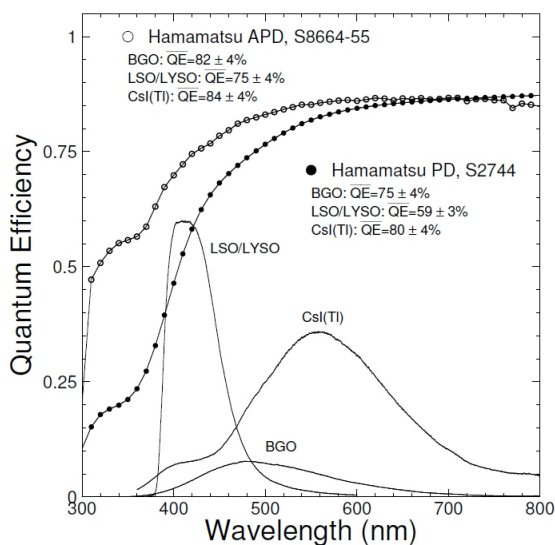 1
Hamamatsu APD, S8664-55
BGO: QE=82 ± 4%
LSO/LYSO: QE=75 ± 4%
CsI(Tl): QE=84 ± 4%
0.75
Hamamatsu PD, S2744
BGO: QE=75 ± 4%
LSO/LYSO: QE=59 ± 3%
CsI(Tl): QE=80 ± 4%
Quantum Efficiency
LSO/LYSO
0.5
CsI(Tl)
0.25
BGO
0
300 400 500 600 700 800
Wavelength (nm)